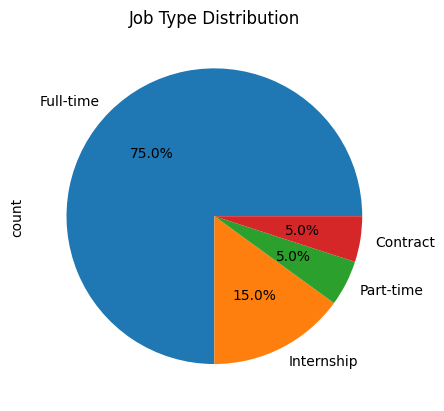 Job Type Distribution
Full-time
75.0%
count
5.0%
Contract
5.0%
Part-time
15.0%
Internship